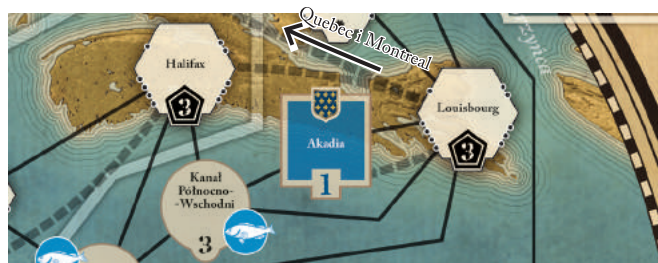 Quebec i Montreal
Halifax
3
Louisbourg
3
Akadia
1
Kanał
Północno-
-Wschodni
3